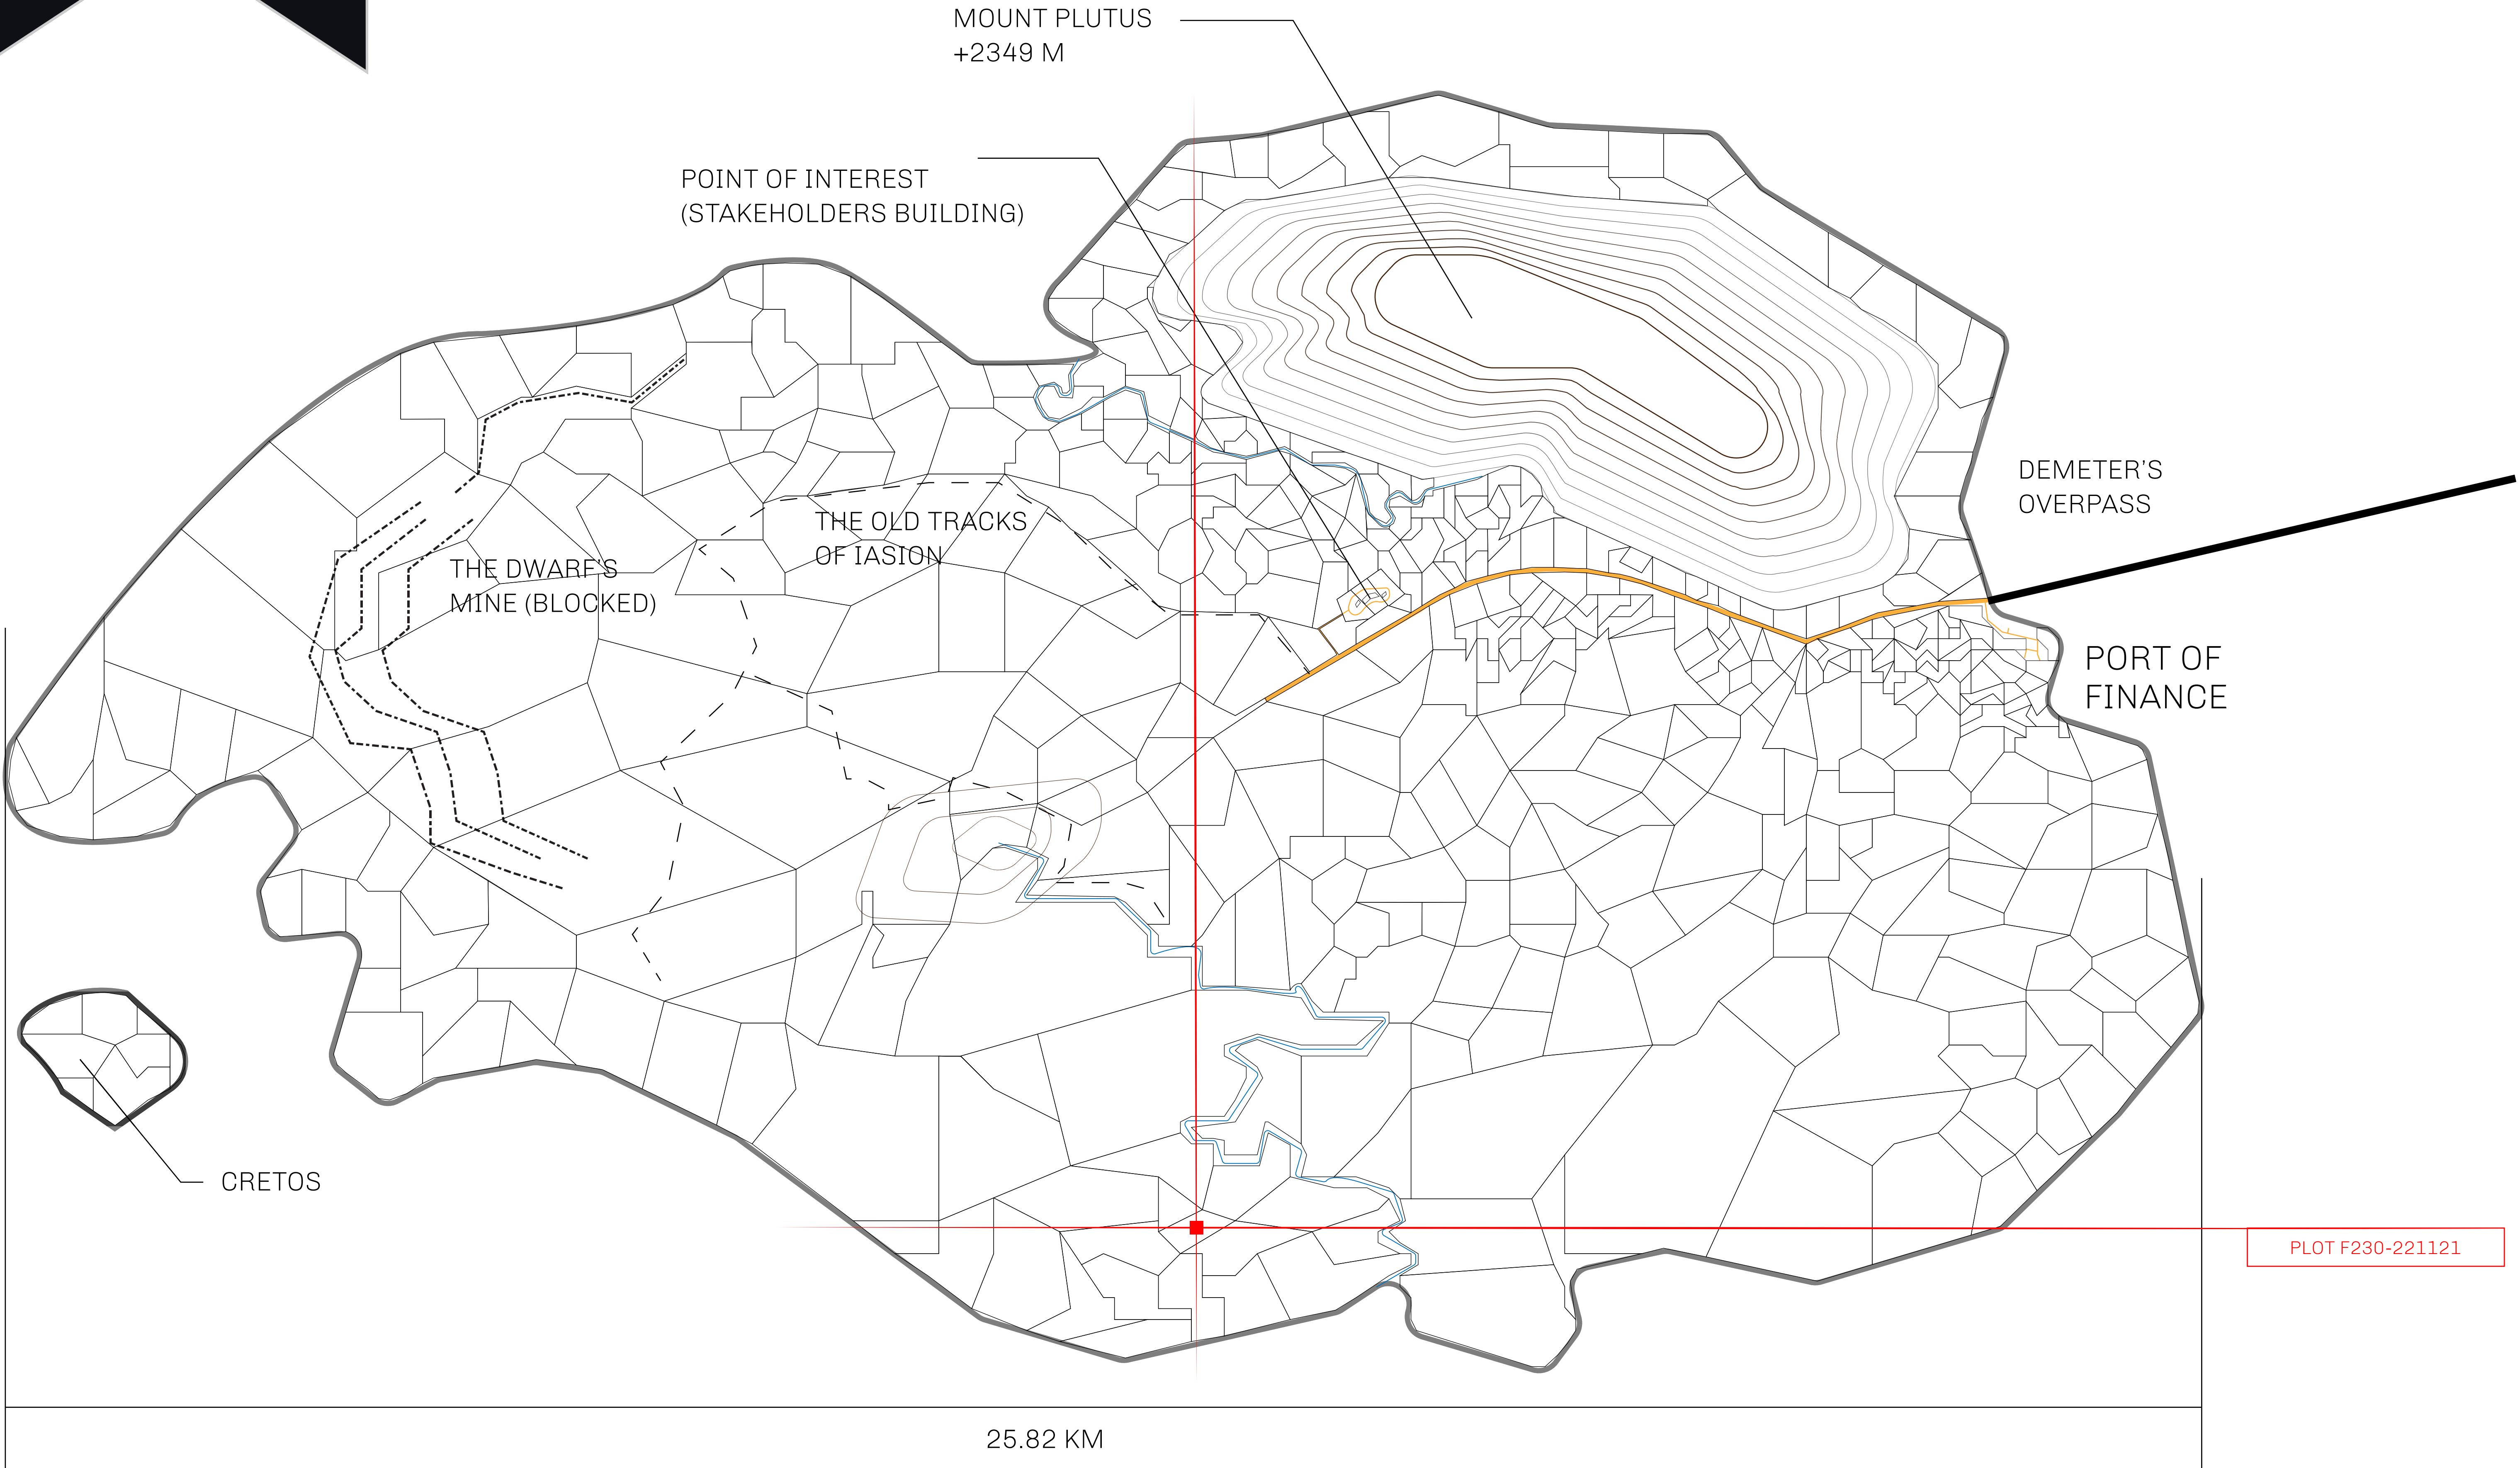 MOUNT PLUTUS
+2349 M
POINT OF INTEREST
(STAKEHOLDERS BUILDING)
DEMETER'S
OVERPASS
THE OLD TRACKS
OF IASION
THE DWARF'S
MINE (BLOCKED)
PORT OF
FINANCE
CRETOS
PLOT F230-221121
25.82 KM